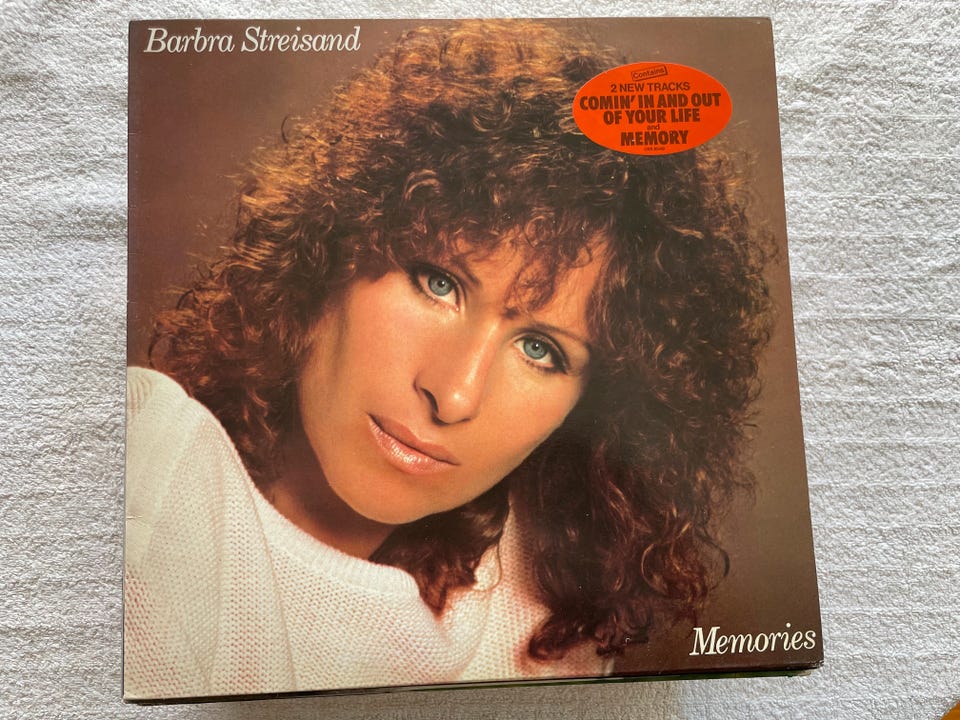 Barbra Streisand
Contains
2 NEW TRACKS
COMIN' IN AND OUT
OF YOUR LIFE
and
MEMORY
Memories